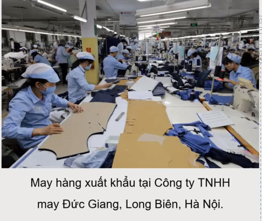 May hàng xuất khẩu tại Công ty TNHH
may Đức Giang, Long Biên, Hà Nội.